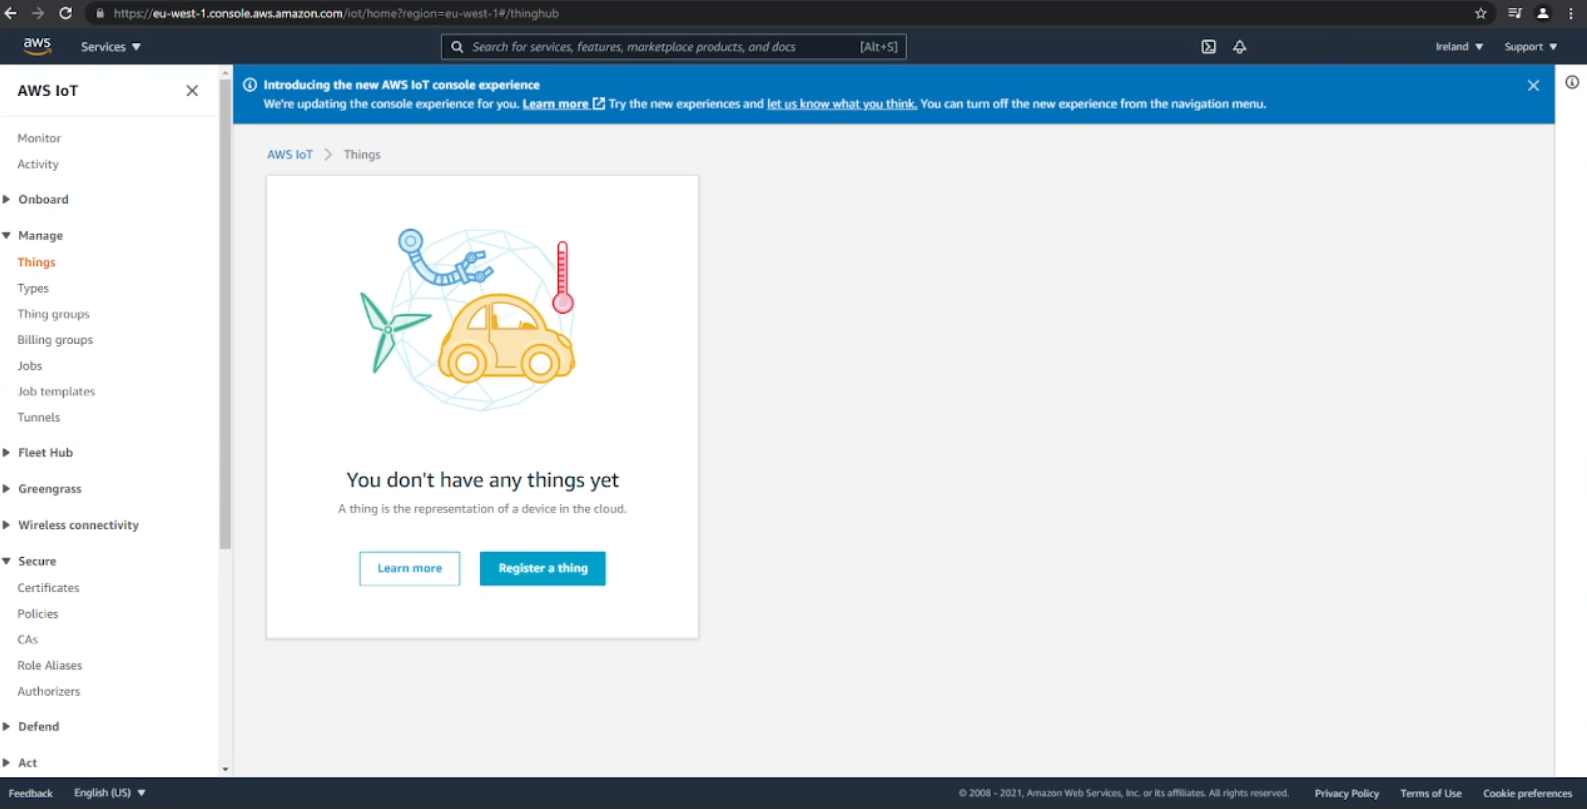 https://eu-west-1.console.aws.amazon.com/iot/home?region=eu-west-1#/thinghub
aws
Services
Search for services, features, marketplace products, and docs
[Alt+S]
Ireland
Support
AWS IoT
Monitor
Activity
Onboard
Manage
Things
Types
Thing groups
Billing groups
Jobs
Job templates
Tunnels
Fleet Hub
Greengrass
Wireless connectivity
Secure
Certificates
Policies
CAs
Role Aliases
Authorizers
Defend
Act
Introducing the new AWS IoT console experience
We're updating the console experience for you. Learn more Try the new experiences and let us know what you think. You can turn off the new experience from the navigation menu.
AWS IoT > Things
You don't have any things yet
A thing is the representation of a device in the cloud.
Learn more
Register a thing
Feedback
English (US)
© 2008 - 2021, Amazon Web Services, Inc. or its affiliates. All rights reserved.
Privacy Policy
Terms of Use
Cookie preferences